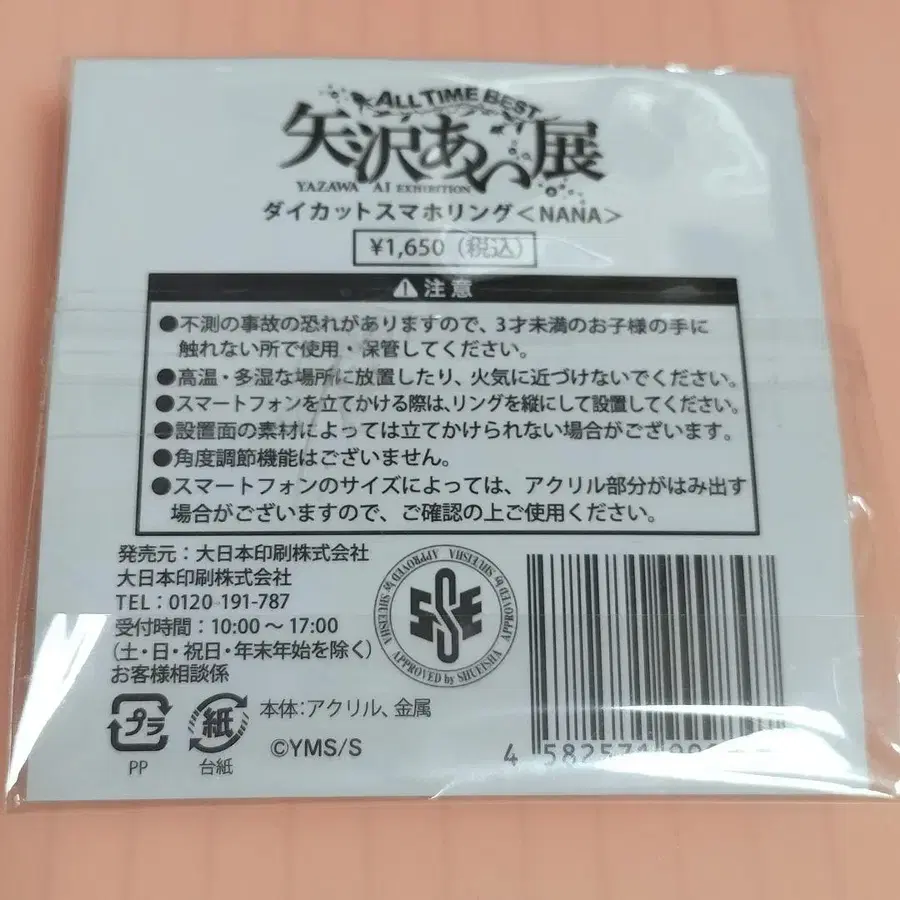 ALL TIME BEST
矢沢あい展
YAZAWA AI EXHIBITION
ダイカットスマホリング<NANA>
¥1,650(税込)
注意
●不測の事故の恐れがありますので、3才未満のお子様の手に
触れない所で使用・保管してください。
●高温・多湿な場所に放置したり、火気に近づけないでください。
●スマートフォンを立てかける際は、リングを縦にして設置してください。
●設置面の素材によっては立てかけられない場合がございます。
●角度調節機能はございません。
●スマートフォンのサイズによっては、アクリル部分がはみ出す
場合がございますので、ご確認の上ご使用ください。
発売元:大日本印刷株式会社
大日本印刷株式会社
TEL:0120-191-787
受付時間:10:00~17:00
(土・日・祝日・年末年始を除く)
お客様相談係
APPROVED by SHUEISHA APPROVED by SHUEISHA APPROVED by SHUEISHA
プラ
PP
紙
台紙
本体:アクリル、金属
©YMS/S
4 582571